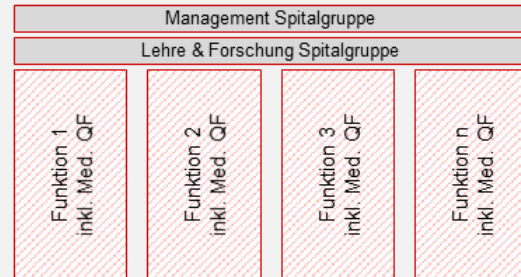 Management Spitalgruppe
Lehre & Forschung Spitalgruppe
Funktion 1
inkl. Med. QF
Funktion 2
inkl. Med. QF
Funktion 3
inkl. Med. QF
Funktion n
inkl. Med. QF